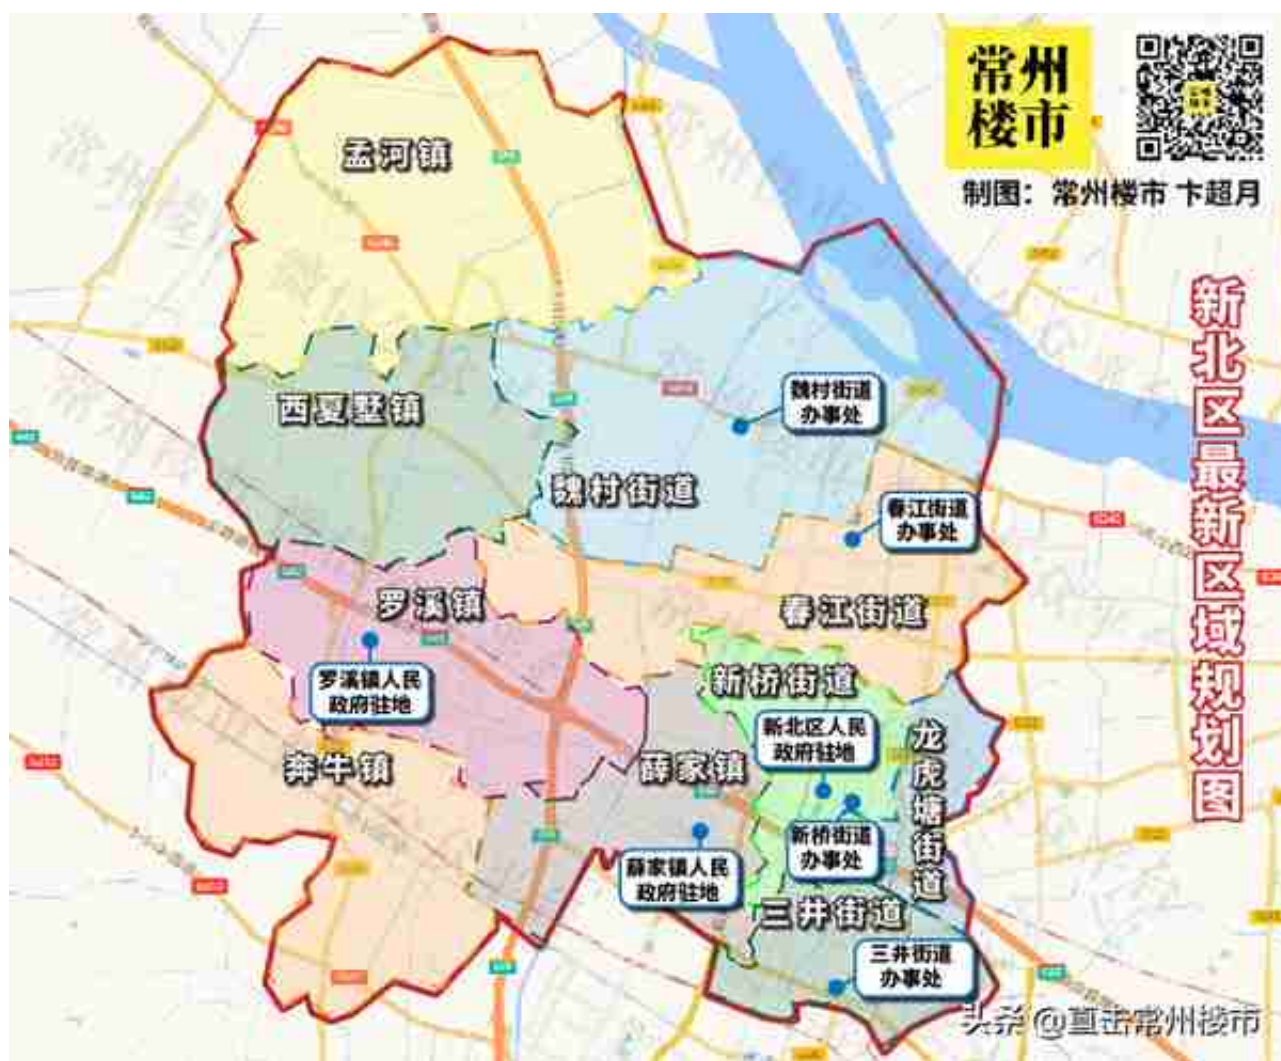 常州
楼市
制图：常州楼市 卞超月
新北区最新区域规划图
孟河镇
西夏墅镇
魏村街道
办事处
魏村街道
春江街道
办事处
罗溪镇
春江街道
罗溪镇人民
政府驻地
新桥街道
新北区人民
政府驻地
龙虎塘街道
奔牛镇
薛家镇
新桥街道
办事处
薛家镇人民
政府驻地
三井街道
三井街道
办事处
头条 @直击常州楼市